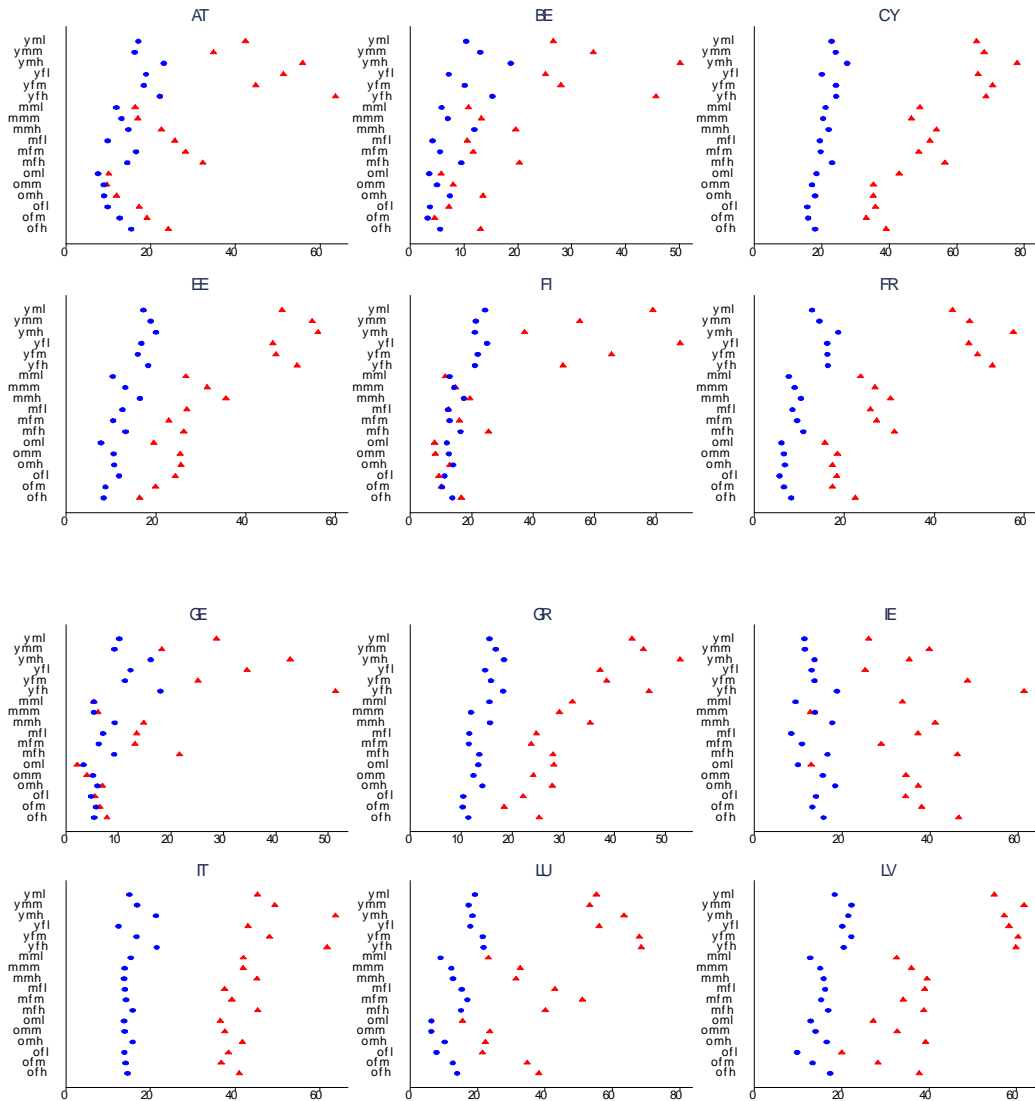 AT BE CY
yml yml yml
ymm ymm ymm
ymh ymh ymh
yfl yfl yfl
yfm yfm yfm
yfh yfh yfh
mml mml mml
mmm mmm mmm
mmh mmh mmh
mfl mfl mfl
mfm mfm mfm
mfh mfh mfh
oml oml oml
omm omm omm
omh omh omh
ofl ofl ofl
ofm ofm ofm
ofh ofh ofh
0 20 40 60 0 10 20 30 40 50 0 20 40 60 80
EE FI FR
yml yml yml
ymm ymm ymm
ymh ymh ymh
yfl yfl yfl
yfm yfm yfm
yfh yfh yfh
mml mml mml
mmm mmm mmm
mmh mmh mmh
mfl mfl mfl
mfm mfm mfm
mfh mfh mfh
oml oml oml
omm omm omm
omh omh omh
ofl ofl ofl
ofm ofm ofm
ofh ofh ofh
0 20 40 60 0 20 40 60 80 0 20 40 60
GE GR IE
yml yml yml
ymm ymm ymm
ymh ymh ymh
yfl yfl yfl
yfm yfm yfm
yfh yfh yfh
mml mml mml
mmm mmm mmm
mmh mmh mmh
mfl mfl mfl
mfm mfm mfm
mfh mfh mfh
oml oml oml
omm omm omm
omh omh omh
ofl ofl ofl
ofm ofm ofm
ofh ofh ofh
0 10 20 30 40 50 0 10 20 30 40 50 0 20 40 60
IT LU LV
yml yml yml
ymm ymm ymm
ymh ymh ymh
yfl yfl yfl
yfm yfm yfm
yfh yfh yfh
mml mml mml
mmm mmm mmm
mmh mmh mmh
mfl mfl mfl
mfm mfm mfm
mfh mfh mfh
oml oml oml
omm omm omm
omh omh omh
ofl ofl ofl
ofm ofm ofm
ofh ofh ofh
0 20 40 60 0 20 40 60 80 0 20 40 60